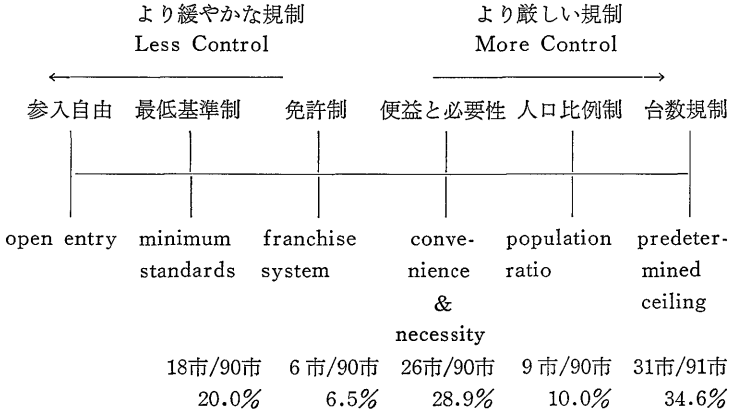 より緩やかな規制 より厳しい規制
Less Control More Control
参入自由 最低基準制 免許制 便益と必要性 人口比例制 台数規制
open entry minimum franchise conve- population predeter-
standards system nience ratio mined
& ceiling
necessity
18市/90市 6市/90市 26市/90市 9市/90市 31市/91市
20.0% 6.5% 28.9% 10.0% 34.6%